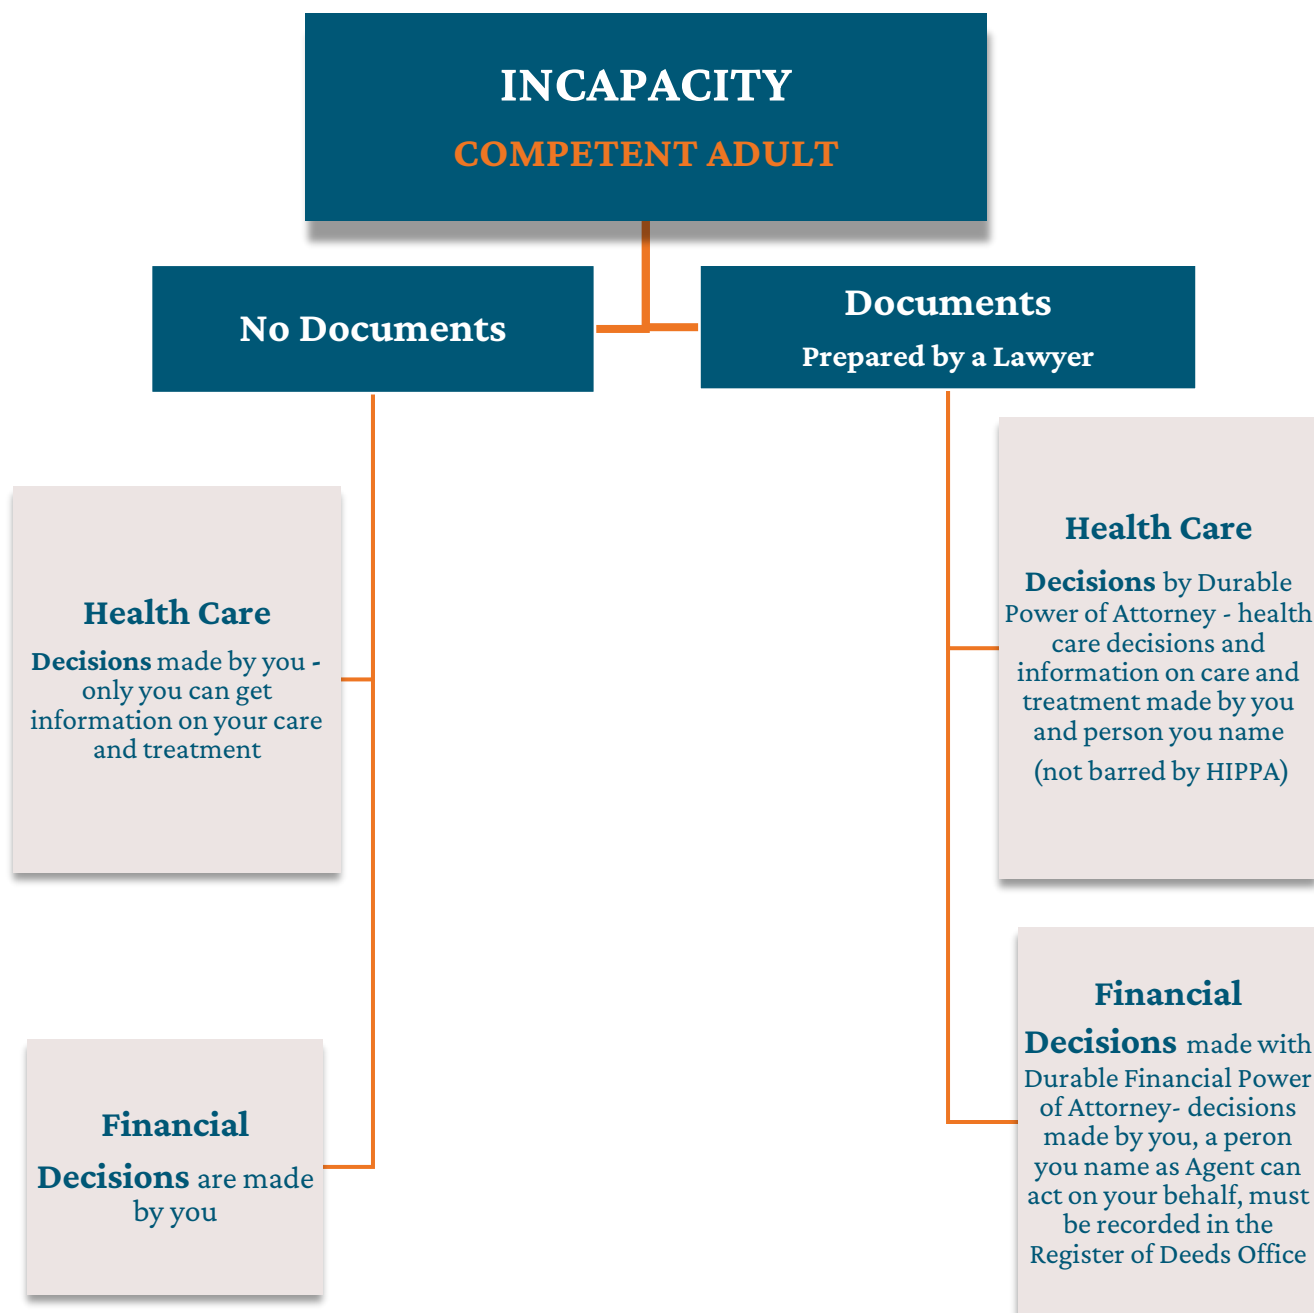 INCAPACITY
COMPETENT ADULT
No Documents
Documents
Prepared by a Lawyer
Health Care
Decisions made by you -
only you can get
information on your care
and treatment
Financial
Decisions are made
by you
Health Care
Decisions by Durable
Power of Attorney - health
care decisions and
information on care and
treatment made by you
and person you name
(not barred by HIPPA)
Financial
Decisions made with
Durable Financial Power
of Attorney- decisions
made by you, a peron
you name as Agent can
act on your behalf, must
be recorded in the
Register of Deeds Office